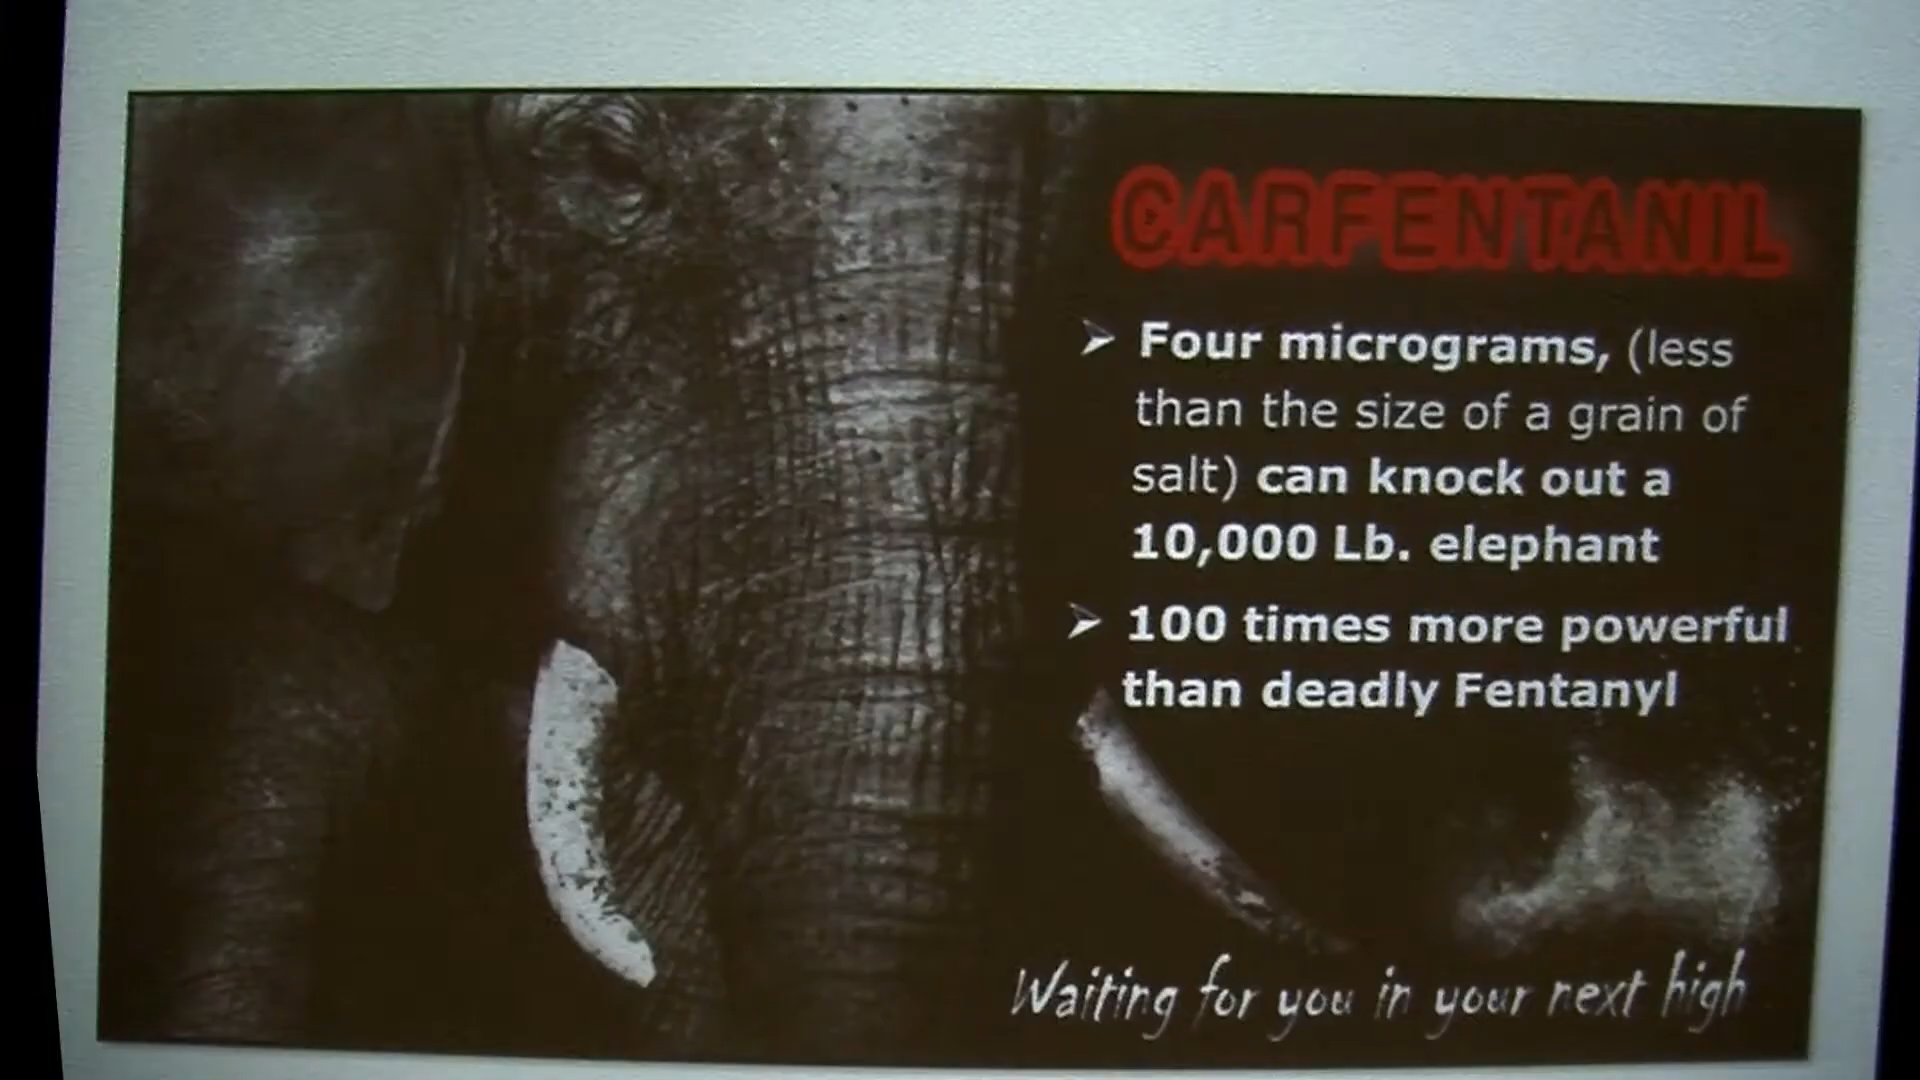 CARFENTANIL
➢ Four micrograms, (less
than the size of a grain of
salt) can knock out a
10,000 Lb. elephant
➢ 100 times more powerful
than deadly Fentanyl
Waiting for you in your next high